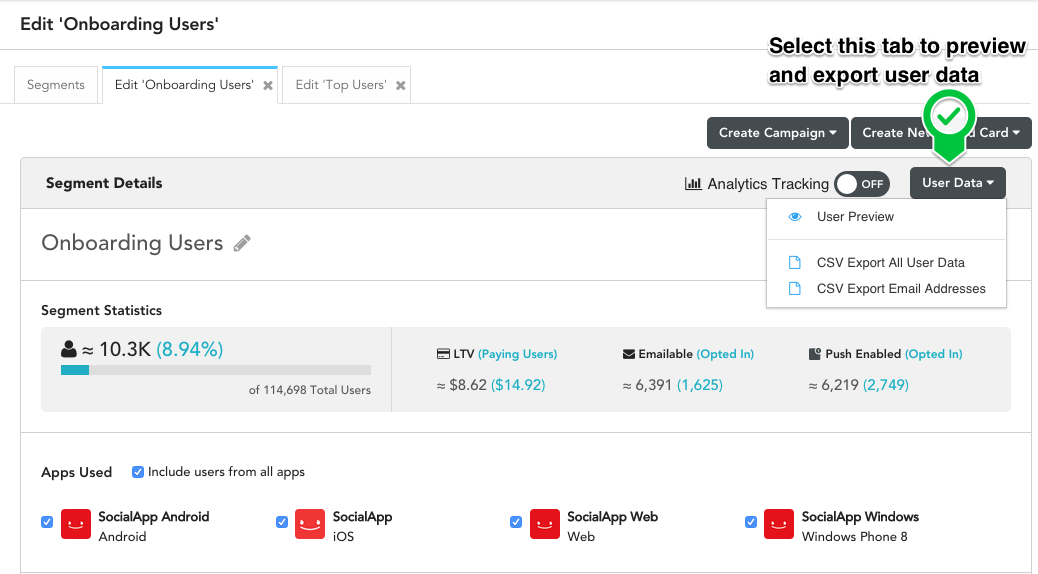 Edit 'Onboarding Users'
Select this tab to preview
and export user data
Segments
Edit 'Onboarding Users'
Edit 'Top Users'
Create Campaign
Create Ne d Card
Segment Details
Analytics Tracking OFF
User Data
User Preview
CSV Export All User Data
CSV Export Email Addresses
Onboarding Users
Segment Statistics
≈ 10.3K (8.94%)
of 114,698 Total Users
LTV (Paying Users)
≈ $8.62 ($14.92)
Emailable (Opted In)
≈ 6,391 (1,625)
Push Enabled (Opted In)
≈ 6,219 (2,749)
Apps Used
Include users from all apps
SocialApp Android
Android
SocialApp
iOS
SocialApp Web
Web
SocialApp Windows
Windows Phone 8